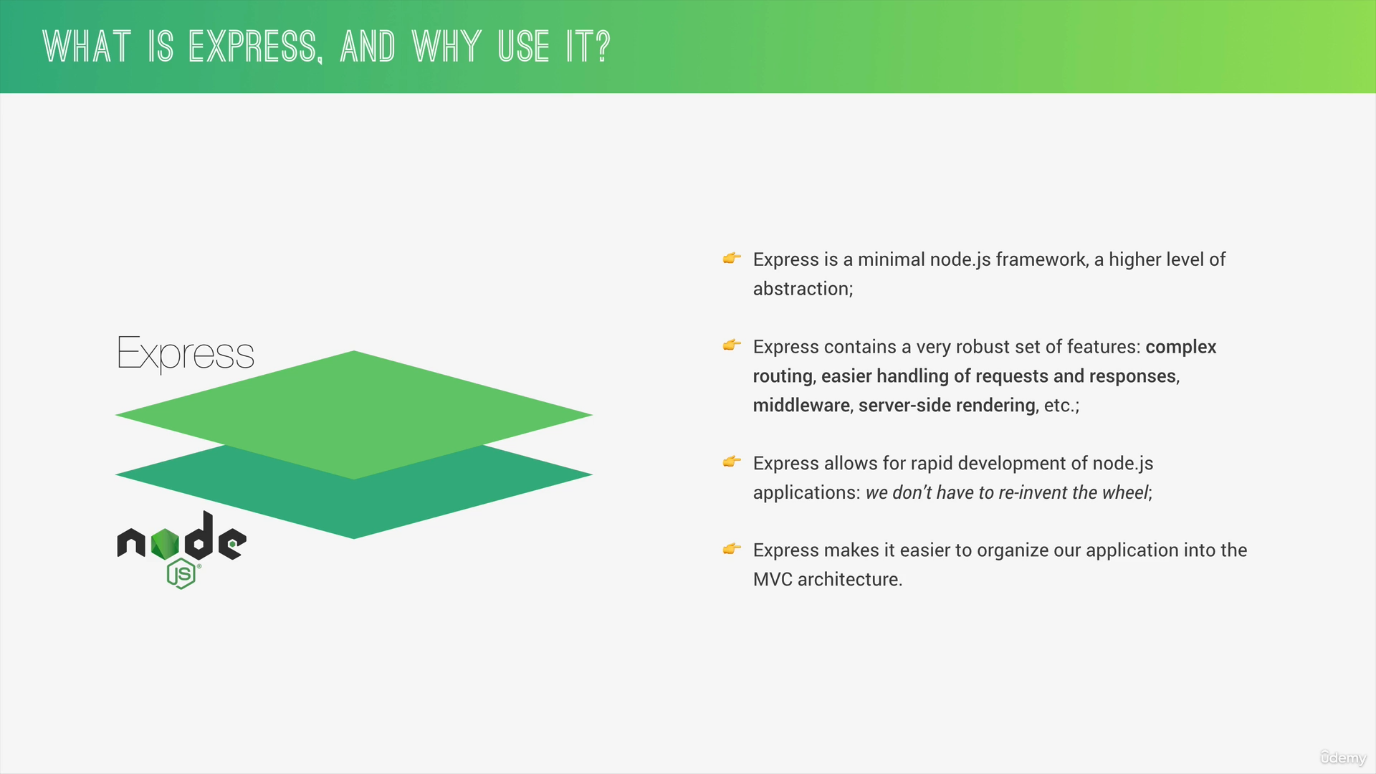 WHAT IS EXPRESS, AND WHY USE IT?
Express
node
JS
®
👉 Express is a minimal node.js framework, a higher level of
abstraction;
👉 Express contains a very robust set of features: complex
routing, easier handling of requests and responses,
middleware, server-side rendering, etc.;
👉 Express allows for rapid development of node.js
applications: we don’t have to re-invent the wheel;
👉 Express makes it easier to organize our application into the
MVC architecture.
ûdemy